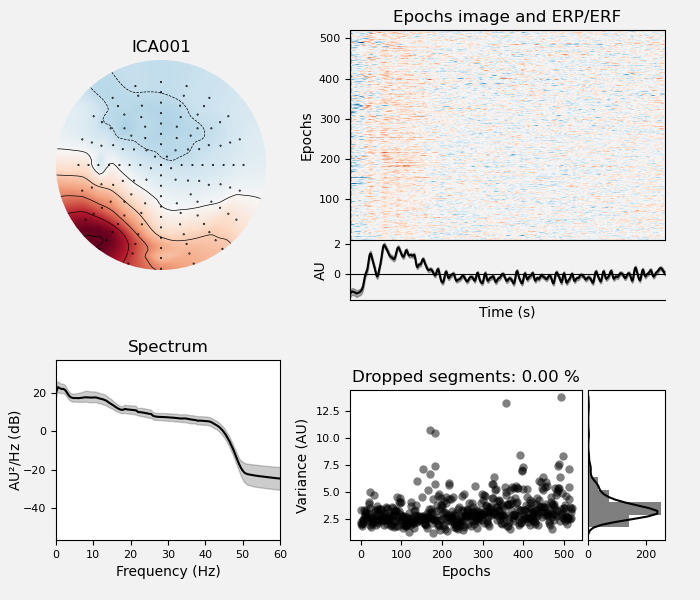 ICA001
Epochs image and ERP/ERF
Epochs
500
400
300
200
100
AU
2
0
Time (s)
Spectrum
AU²/Hz (dB)
20
0
−20
−40
0 10 20 30 40 50 60
Frequency (Hz)
Dropped segments: 0.00 %
Variance (AU)
12.5
10.0
7.5
5.0
2.5
0 100 200 300 400 500
Epochs
0 200